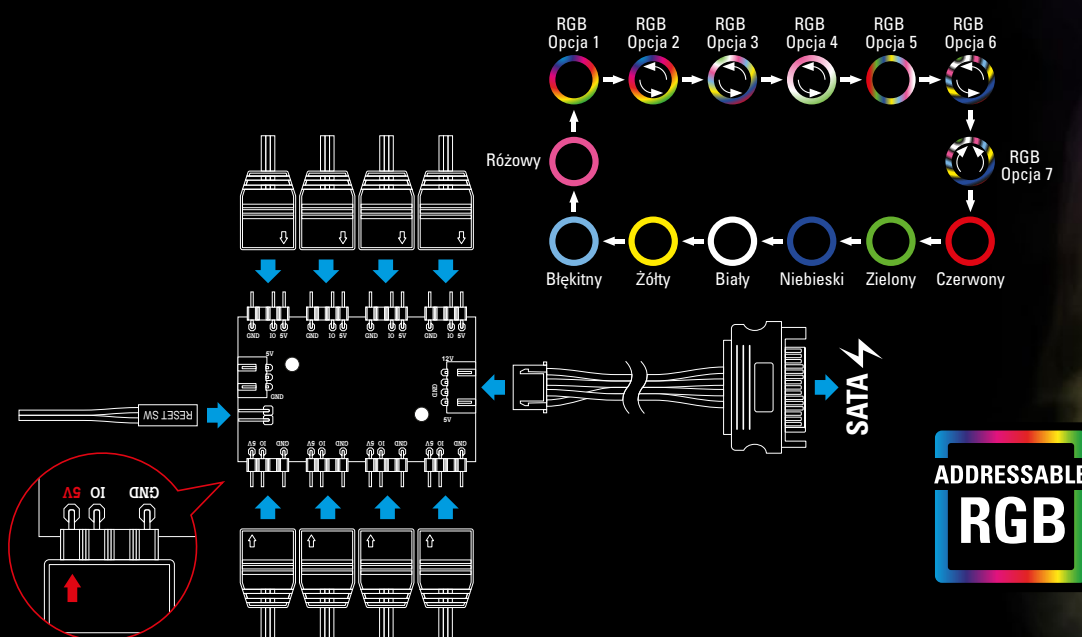 RGB
Opcja 1
RGB
Opcja 2
RGB
Opcja 3
RGB
Opcja 4
RGB
Opcja 5
RGB
Opcja 6
Różowy
RGB
Opcja 7
Błękitny
Żółty
Biały
Niebieski
Zielony
Czerwony
GND IO 5V
GND IO 5V
GND IO 5V
GND IO 5V
5V
GND
12V
GND
5V
SATA
RESET SW
5V IO GND
5V IO GND
5V IO GND
5V IO GND
5V IO GND
ADDRESSABLE
RGB